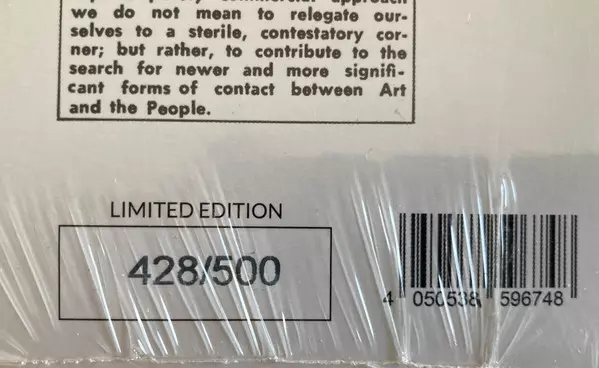 commercial approach
we do not mean to relegate our-
selves to a sterile, contestatory cor-
ner; but rather, to contribute to the
search for newer and more signifi-
cant forms of contact between Art
and the People.
LIMITED EDITION
428/500
4 050538 596748